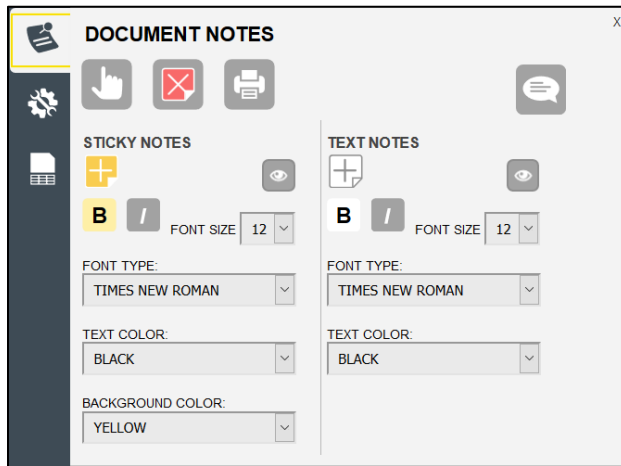 X
DOCUMENT NOTES
STICKY NOTES
B I FONT SIZE 12
FONT TYPE:
TIMES NEW ROMAN
TEXT COLOR:
BLACK
BACKGROUND COLOR:
YELLOW
TEXT NOTES
B I FONT SIZE 12
FONT TYPE:
TIMES NEW ROMAN
TEXT COLOR:
BLACK